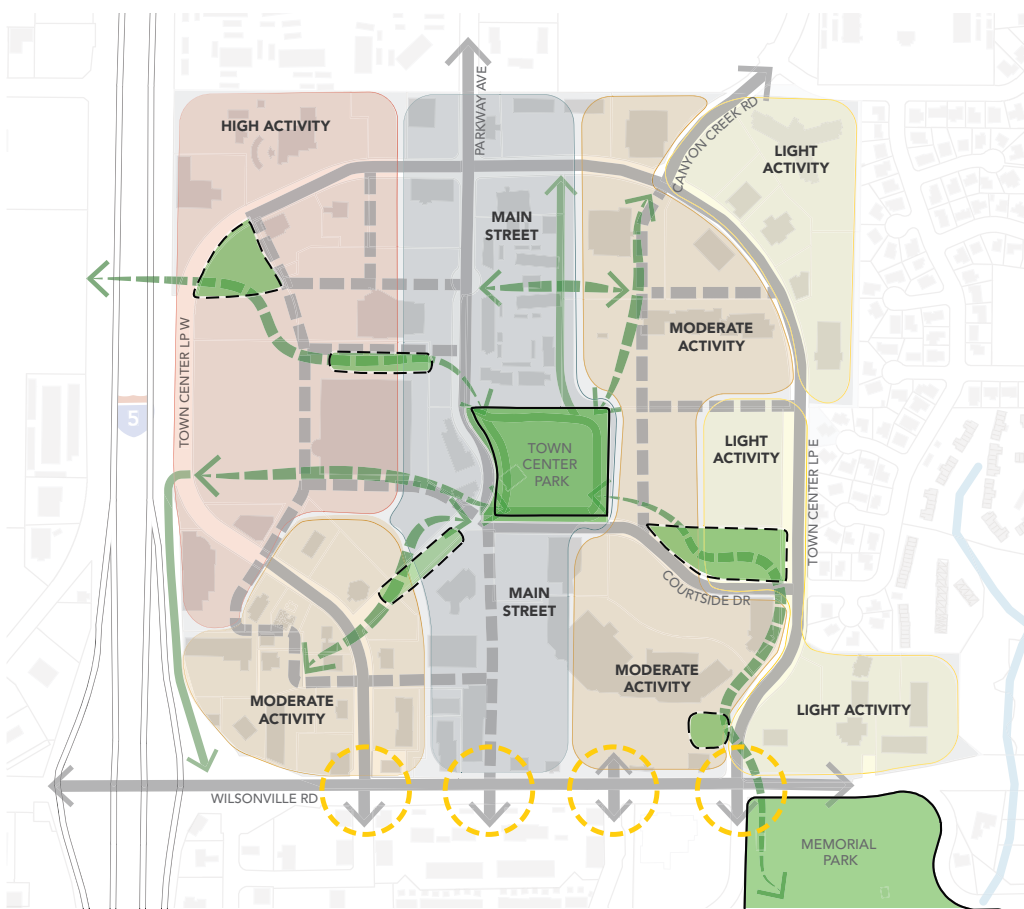 PARKWAY AVE
CANYON CREEK RD
HIGH ACTIVITY
LIGHT
ACTIVITY
MAIN
STREET
MODERATE
ACTIVITY
TOWN CENTER LP W
5
LIGHT
ACTIVITY
TOWN
CENTER
PARK
TOWN CENTER LP E
COURTSIDE DR
MAIN
STREET
MODERATE
ACTIVITY
MODERATE
ACTIVITY
LIGHT ACTIVITY
WILSONVILLE RD
MEMORIAL
PARK